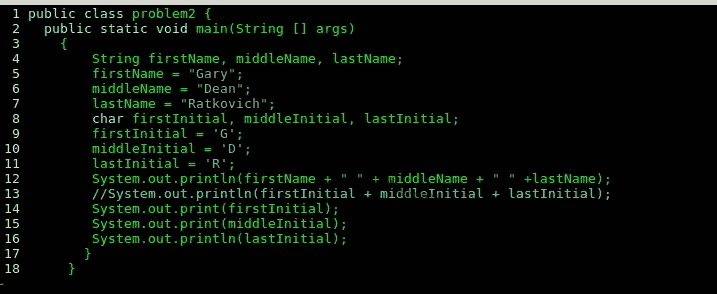 1 public class problem2 {
2   public static void main(String [] args)
3     {
4         String firstName, middleName, lastName;
5         firstName = "Gary";
6         middleName = "Dean";
7         lastName = "Ratkovich";
8         char firstInitial, middleInitial, lastInitial;
9         firstInitial = 'G';
10         middleInitial = 'D';
11         lastInitial = 'R';
12         System.out.println(firstName + " " + middleName + " " +lastName);
13         //System.out.println(firstInitial + middleInitial + lastInitial);
14         System.out.print(firstInitial);
15         System.out.print(middleInitial);
16         System.out.println(lastInitial);
17        }
18      }
~